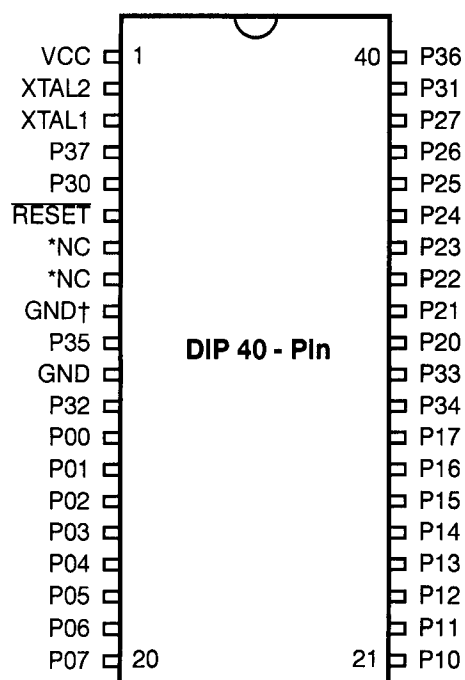 VCC 1 40 P36
XTAL2 P31
XTAL1 P27
P37 P26
P30 P25
RESET P24
*NC P23
*NC P22
GND† P21
P35 P20
DIP 40 - Pin
GND P33
P32 P34
P00 P17
P01 P16
P02 P15
P03 P14
P04 P13
P05 P12
P06 P11
P07 20 21 P10